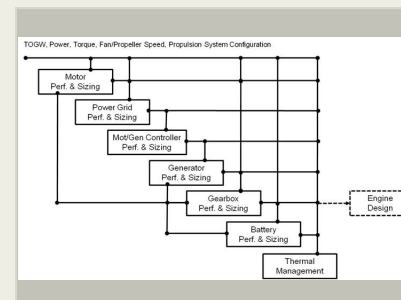 TOGW, Power, Torque, Fan/Propeller Speed, Propulsion System Configuration
Motor
Perf. & Sizing
Power Grid
Perf. & Sizing
Mot/Gen Controller
Perf. & Sizing
Generator
Perf. & Sizing
Gearbox
Perf. & Sizing
Engine
Design
Battery
Perf. & Sizing
Thermal
Management